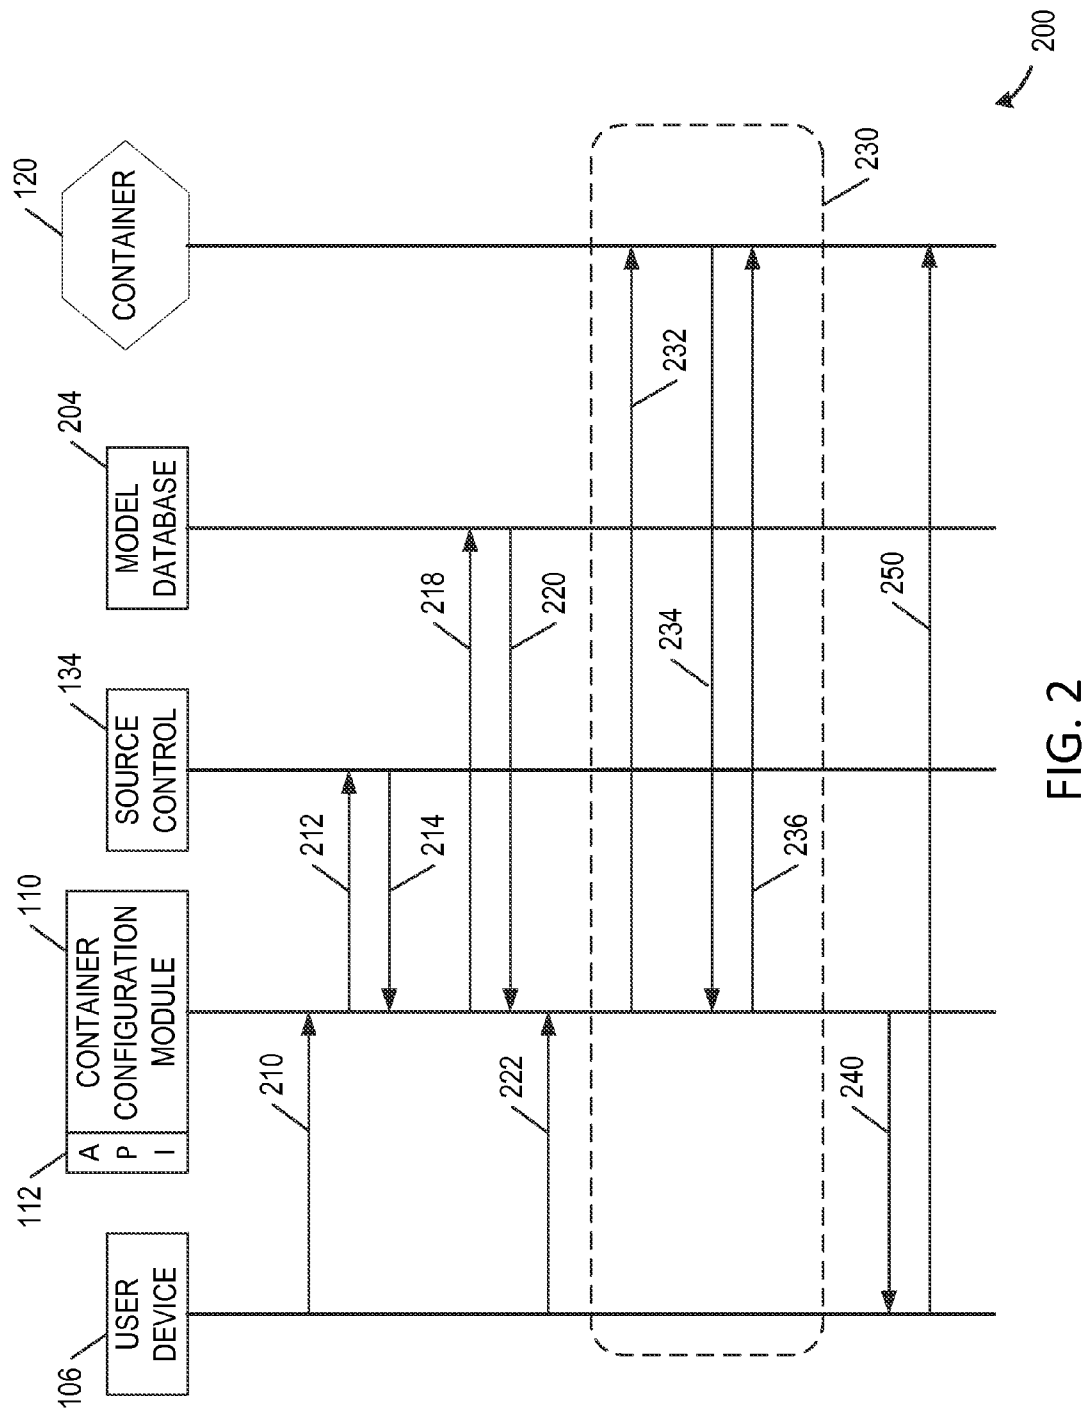 200
106
USER
DEVICE
112
A
P
I
110
CONTAINER
CONFIGURATION
MODULE
134
SOURCE
CONTROL
204
MODEL
DATABASE
120
CONTAINER
210
212
214
218
220
222
230
232
234
236
240
250
FIG. 2